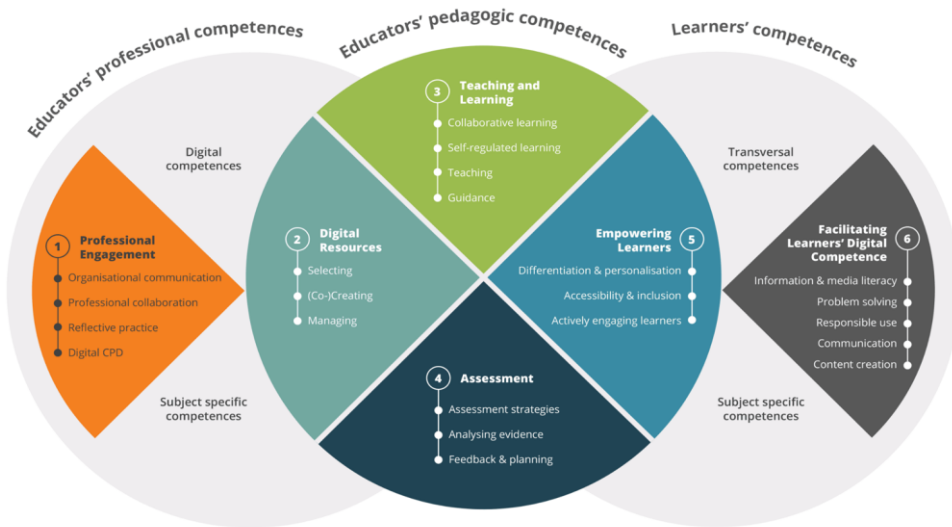 Educators' professional competences
Educators' pedagogic competences
Learners' competences
Digital
competences
Transversal
competences
Subject specific
competences
Subject specific
competences
1
Professional
Engagement
Organisational communication
Professional collaboration
Reflective practice
Digital CPD
2
Digital
Resources
Selecting
(Co-)Creating
Managing
3
Teaching and
Learning
Collaborative learning
Self-regulated learning
Teaching
Guidance
4
Assessment
Assessment strategies
Analysing evidence
Feedback & planning
5
Empowering
Learners
Differentiation & personalisation
Accessibility & inclusion
Actively engaging learners
6
Facilitating
Learners' Digital
Competence
Information & media literacy
Problem solving
Responsible use
Communication
Content creation